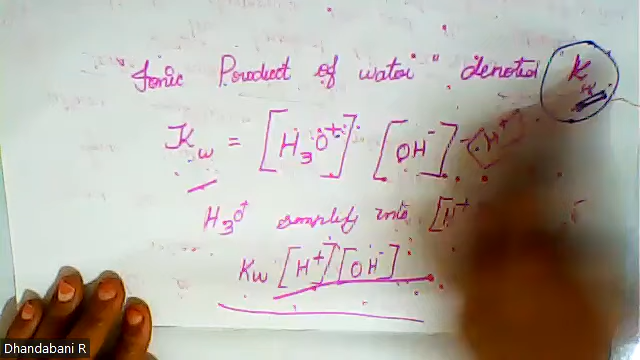 Ionic Product of water " denoted Kw
Kw = [H₃O⁺] [OH⁻] [H⁺]
H₃O⁺ simplify into [H⁺
Kw [H⁺] [OH⁻]
Dhandabani R